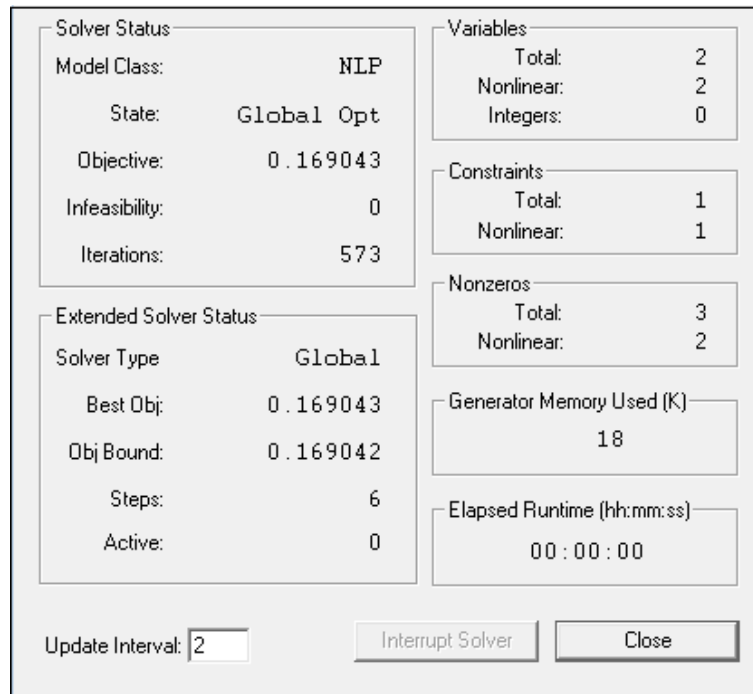 Solver Status
Model Class: NLP
State: Global Opt
Objective: 0.169043
Infeasibility: 0
Iterations: 573
Extended Solver Status
Solver Type Global
Best Obj: 0.169043
Obj Bound: 0.169042
Steps: 6
Active: 0
Variables
Total: 2
Nonlinear: 2
Integers: 0
Constraints
Total: 1
Nonlinear: 1
Nonzeros
Total: 3
Nonlinear: 2
Generator Memory Used (K)
18
Elapsed Runtime (hh:mm:ss)
00:00:00
Update Interval: 2
Interrupt Solver
Close